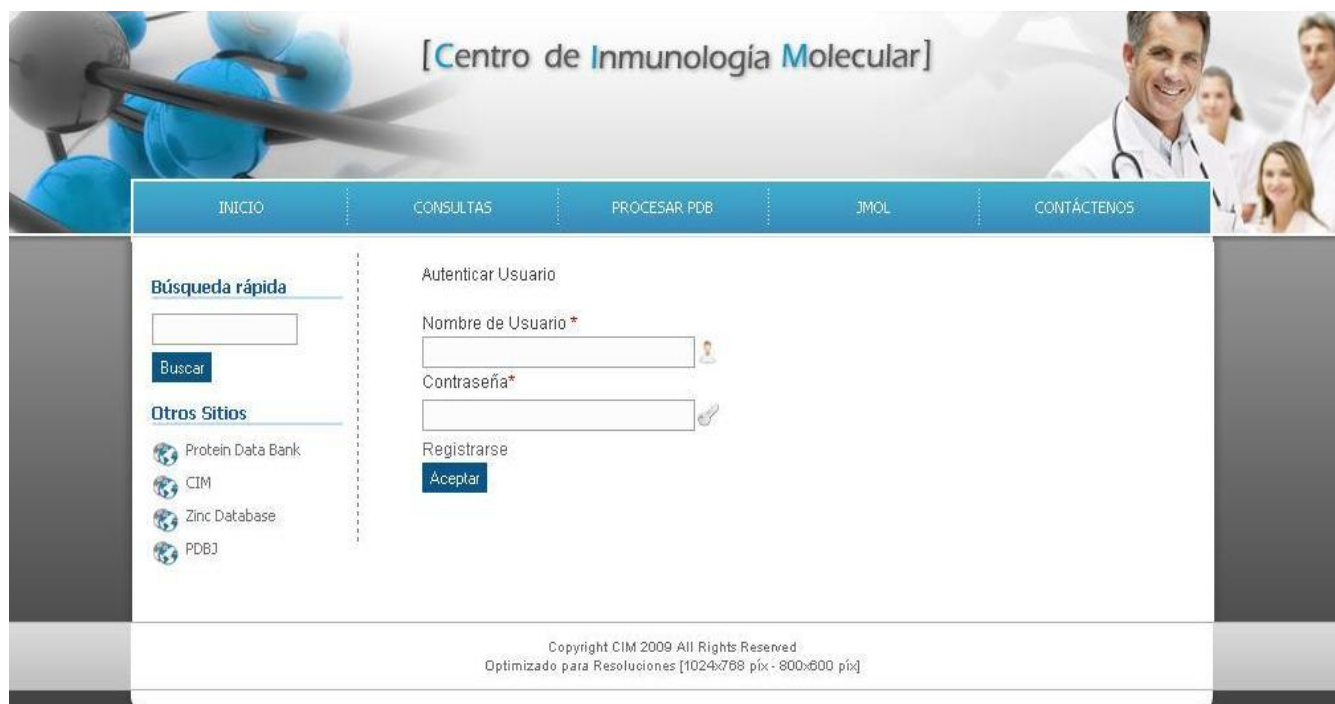 [Centro de Inmunología Molecular]
INICIO
CONSULTAS
PROCESAR PDB
JMOL
CONTÁCTENOS
Búsqueda rápida
Buscar
Otros Sitios
Protein Data Bank
CIM
Zinc Database
PDBJ
Autenticar Usuario
Nombre de Usuario *
Contraseña*
Registrarse
Aceptar
Copyright CIM 2009 All Rights Reserved
Optimizado para Resoluciones [1024x768 píx - 800x600 píx]